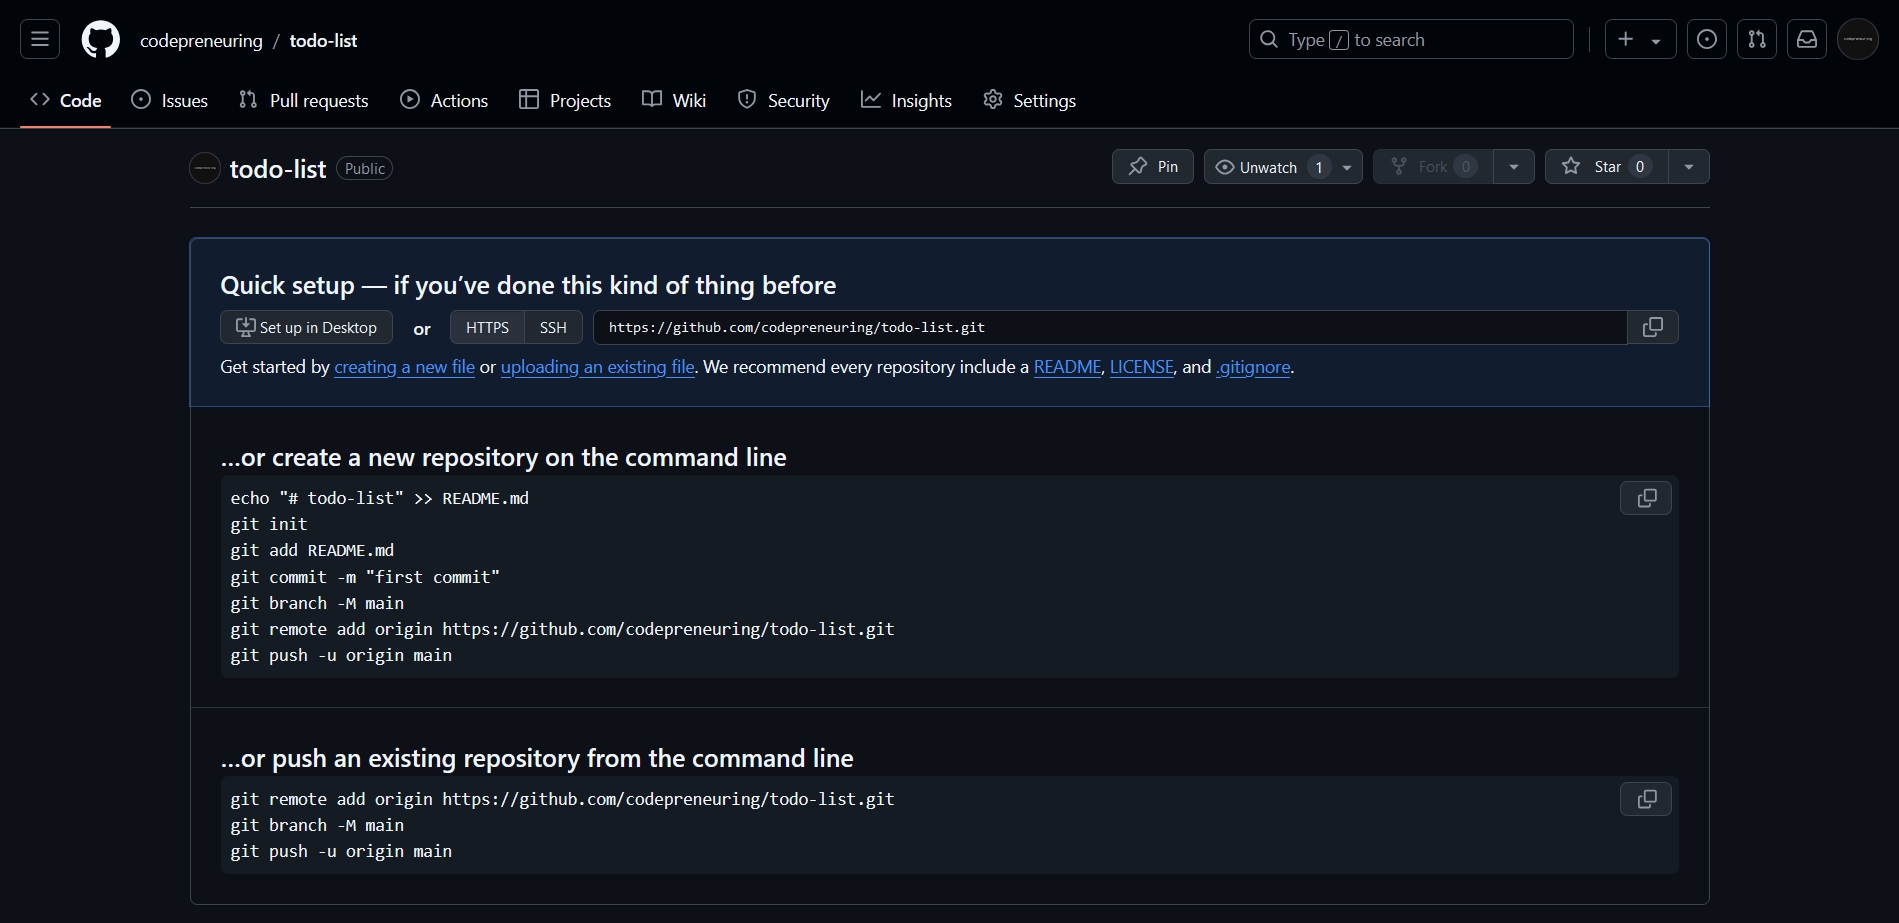 codepreneuring / todo-list
Type / to search
Code Issues Pull requests Actions Projects Wiki Security Insights Settings
todo-list Public
Pin Unwatch 1 Fork 0 Star 0
Quick setup — if you’ve done this kind of thing before
Set up in Desktop or HTTPS SSH https://github.com/codepreneuring/todo-list.git
Get started by creating a new file or uploading an existing file. We recommend every repository include a README, LICENSE, and .gitignore.
…or create a new repository on the command line
echo "# todo-list" >> README.md
git init
git add README.md
git commit -m "first commit"
git branch -M main
git remote add origin https://github.com/codepreneuring/todo-list.git
git push -u origin main
…or push an existing repository from the command line
git remote add origin https://github.com/codepreneuring/todo-list.git
git branch -M main
git push -u origin main